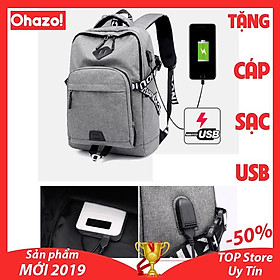 Ohazo!
TẶNG
CÁP
SẠC
USB
USB
-50%
Sản phẩm
MỚI 2019
TOP Store
Uy Tín